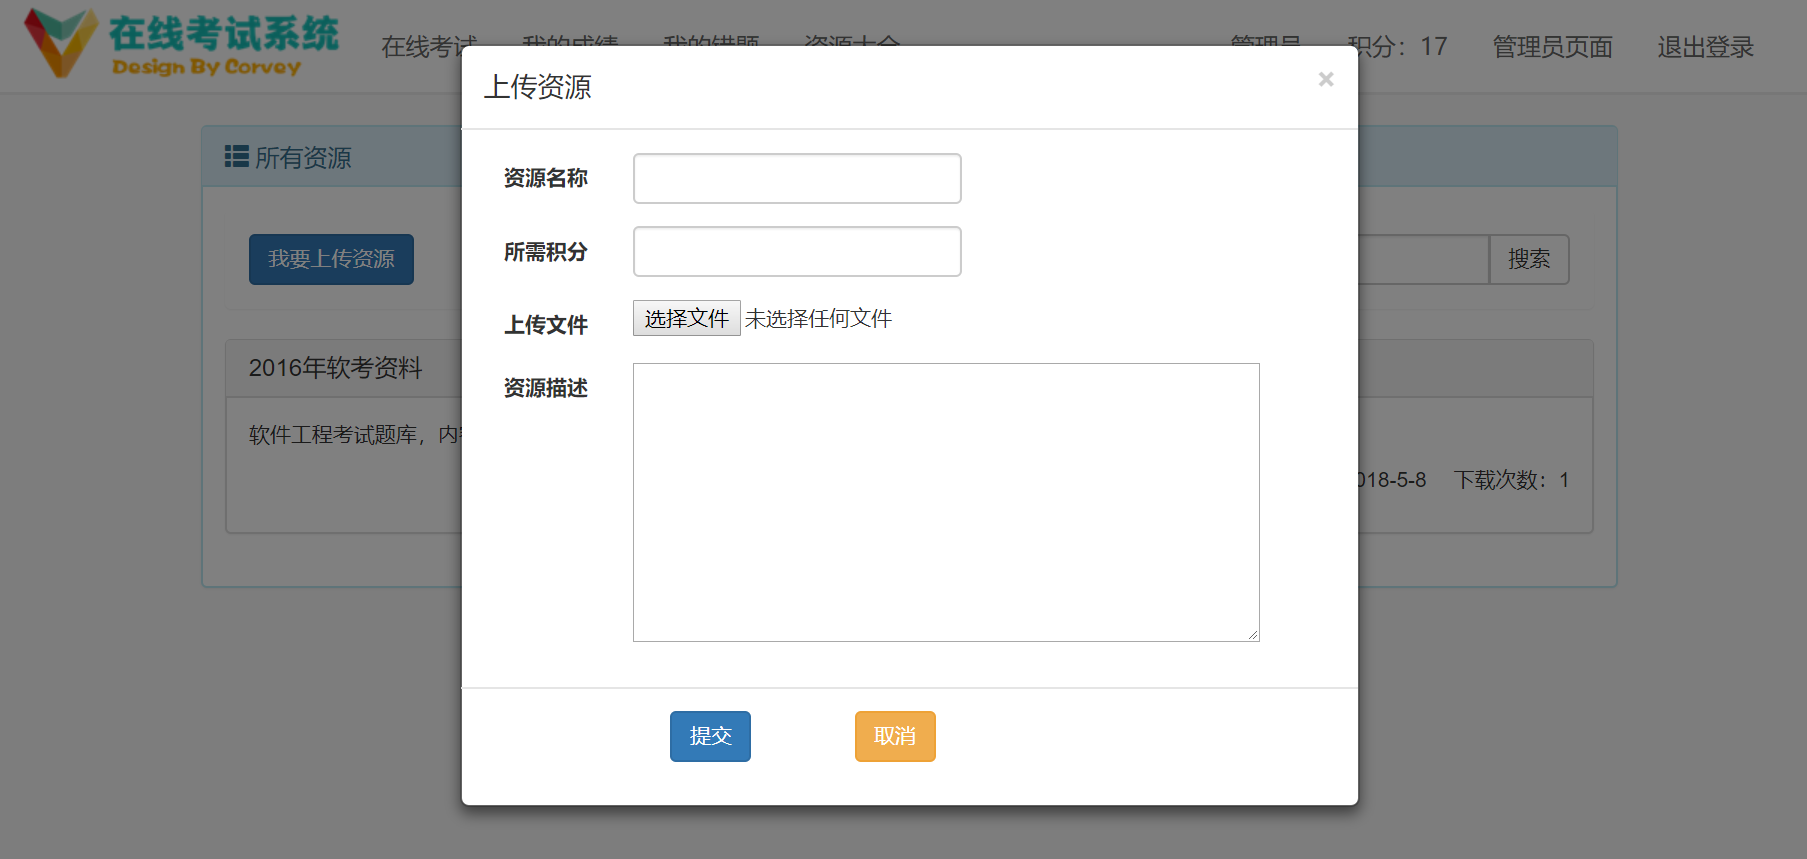 在线考试系统
Design By Corvey
在线考试 我的成绩 我的错题 资源大全 管理员 积分：17 管理员页面 退出登录
上传资源 ×
所有资源
资源名称
所需积分
我要上传资源 搜索
上传文件 选择文件 未选择任何文件
2016年软考资料
资源描述
软件工程考试题库，内
018-5-8 下载次数：1
提交 取消